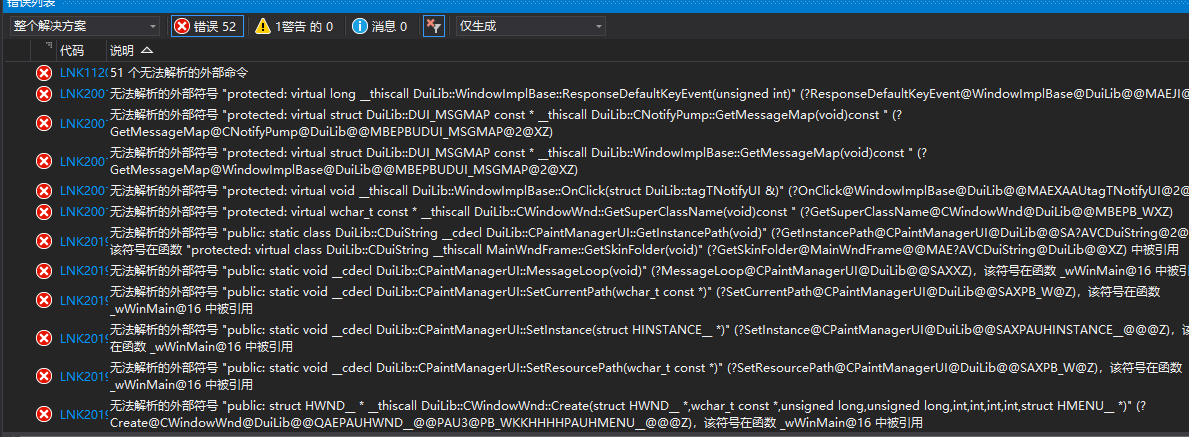 错误列表
整个解决方案 错误 52 1警告 的 0 消息 0 仅生成
代码 说明
LNK1120 51 个无法解析的外部命令
LNK2001 无法解析的外部符号 "protected: virtual long __thiscall DuiLib::WindowImplBase::ResponseDefaultKeyEvent(unsigned int)" (?ResponseDefaultKeyEvent@WindowImplBase@DuiLib@@MAEJI@
无法解析的外部符号 "protected: virtual struct DuiLib::DUI_MSGMAP const * __thiscall DuiLib::CNotifyPump::GetMessageMap(void)const " (?
LNK2001 GetMessageMap@CNotifyPump@DuiLib@@MBEPBUDUI_MSGMAP@2@XZ)
无法解析的外部符号 "protected: virtual struct DuiLib::DUI_MSGMAP const * __thiscall DuiLib::WindowImplBase::GetMessageMap(void)const " (?
LNK2001 GetMessageMap@WindowImplBase@DuiLib@@MBEPBUDUI_MSGMAP@2@XZ)
LNK2001 无法解析的外部符号 "protected: virtual void __thiscall DuiLib::WindowImplBase::OnClick(struct DuiLib::tagTNotifyUI &)" (?OnClick@WindowImplBase@DuiLib@@MAEXAAUtagTNotifyUI@2@
LNK2001 无法解析的外部符号 "protected: virtual wchar_t const * __thiscall DuiLib::CWindowWnd::GetSuperClassName(void)const " (?GetSuperClassName@CWindowWnd@DuiLib@@MBEPB_WXZ)
无法解析的外部符号 "public: static class DuiLib::CDuiString __cdecl DuiLib::CPaintManagerUI::GetInstancePath(void)" (?GetInstancePath@CPaintManagerUI@DuiLib@@SA?AVCDuiString@2@
LNK2019 该符号在函数 "protected: virtual class DuiLib::CDuiString __thiscall MainWndFrame::GetSkinFolder(void)" (?GetSkinFolder@MainWndFrame@@MAE?AVCDuiString@DuiLib@@XZ) 中被引用
LNK2019 无法解析的外部符号 "public: static void __cdecl DuiLib::CPaintManagerUI::MessageLoop(void)" (?MessageLoop@CPaintManagerUI@DuiLib@@SAXXZ)，该符号在函数 _wWinMain@16 中被引
无法解析的外部符号 "public: static void __cdecl DuiLib::CPaintManagerUI::SetCurrentPath(wchar_t const *)" (?SetCurrentPath@CPaintManagerUI@DuiLib@@SAXPB_W@Z)，该符号在函数
LNK2019 _wWinMain@16 中被引用
无法解析的外部符号 "public: static void __cdecl DuiLib::CPaintManagerUI::SetInstance(struct HINSTANCE__ *)" (?SetInstance@CPaintManagerUI@DuiLib@@SAXPAUHINSTANCE__@@@Z)，该符号
LNK2019 在函数 _wWinMain@16 中被引用
无法解析的外部符号 "public: static void __cdecl DuiLib::CPaintManagerUI::SetResourcePath(wchar_t const *)" (?SetResourcePath@CPaintManagerUI@DuiLib@@SAXPB_W@Z)，该符号在函数
LNK2019 _wWinMain@16 中被引用
无法解析的外部符号 "public: struct HWND__ * __thiscall DuiLib::CWindowWnd::Create(struct HWND__ *,wchar_t const *,unsigned long,unsigned long,int,int,int,int,struct HMENU__ *)" (?
LNK2019 Create@CWindowWnd@DuiLib@@QAEPAUHWND__@@PAU3@PB_WKKHHHHPAUHMENU__@@@Z)，该符号在函数 _wWinMain@16 中被引用